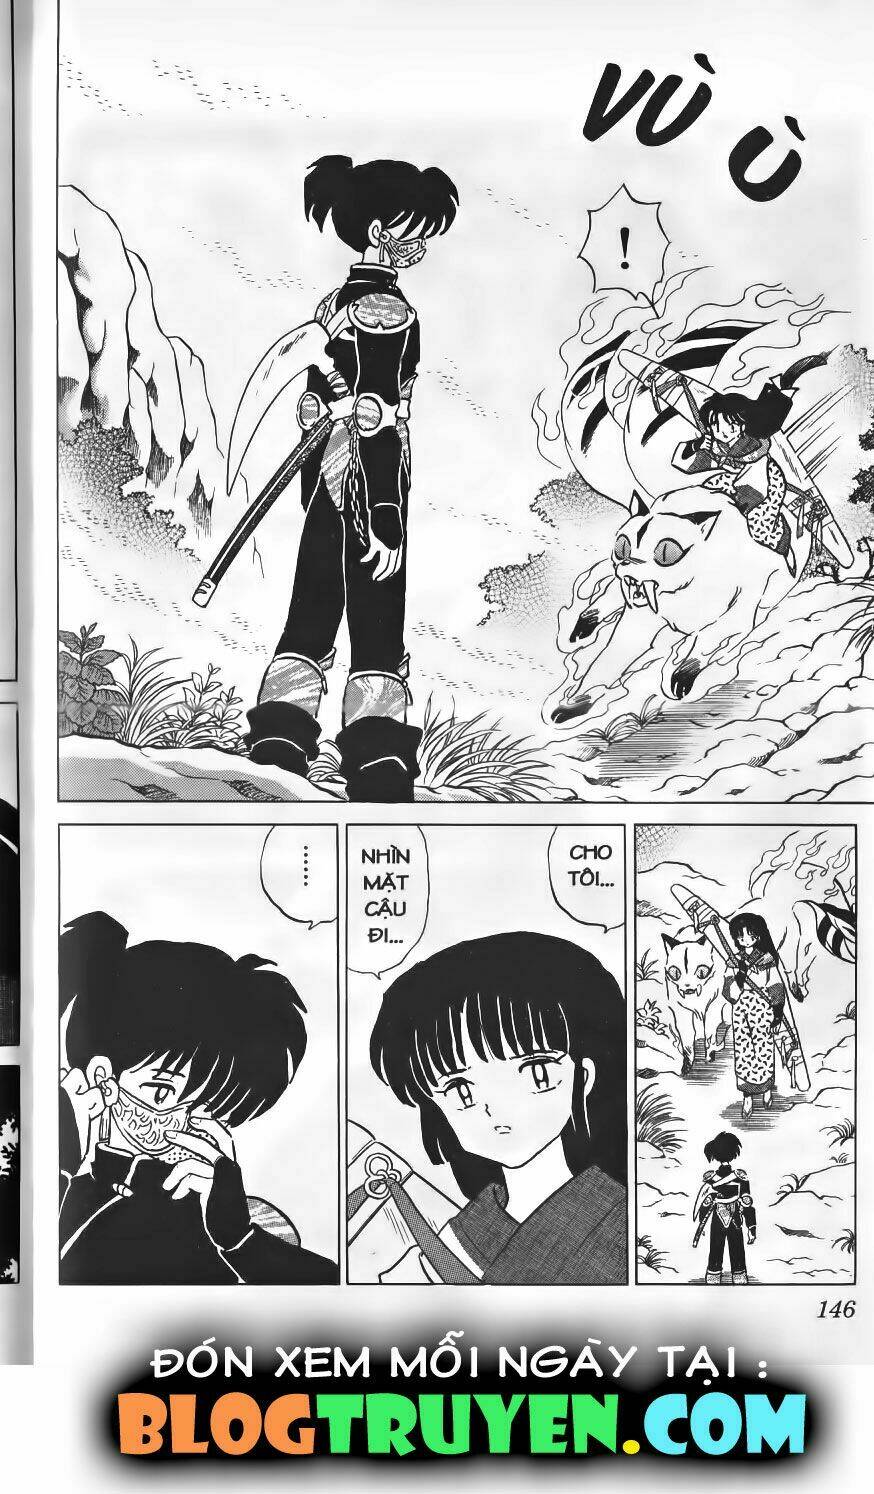 VÙ Ù
!
CHO
TÔI...
NHÌN
MẶT
CẬU
ĐI...
......
146
ĐÓN XEM MỖI NGÀY TẠI :
BLOGTRUYEN.COM